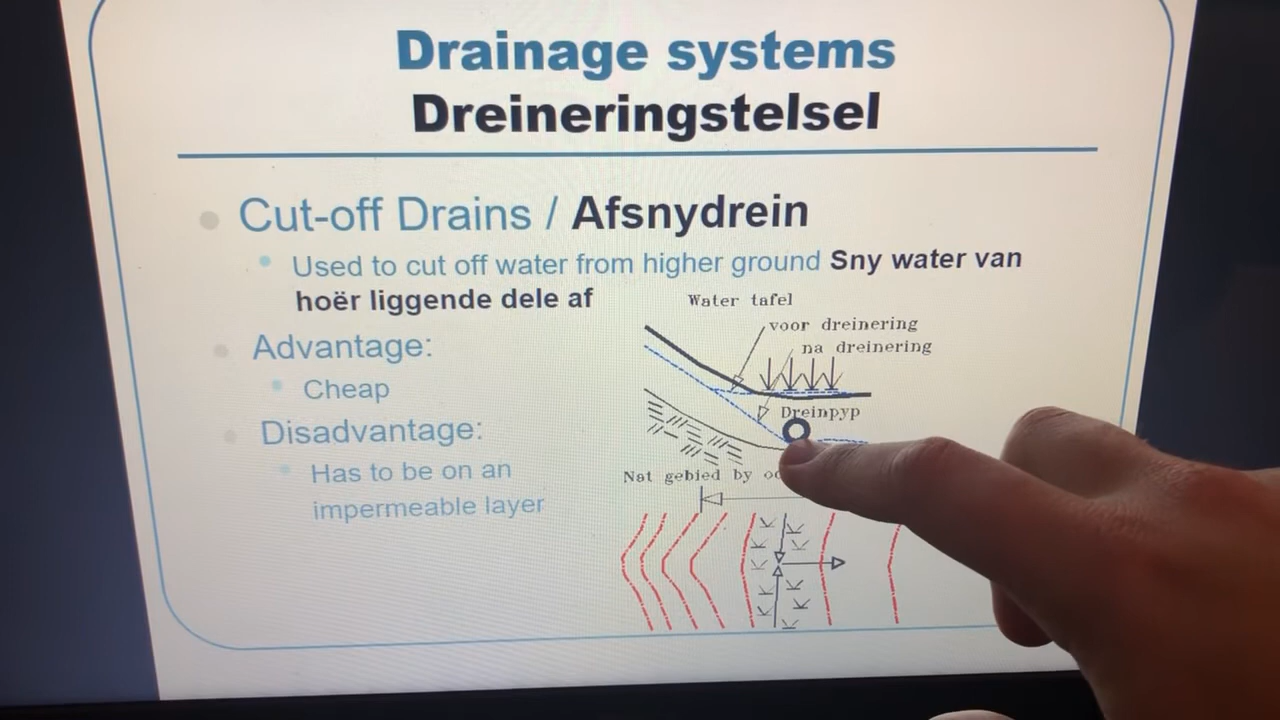 Drainage systems
Dreineringstelsel
Cut-off Drains / Afsnydrein
Used to cut off water from higher ground Sny water van
hoër liggende dele af
Advantage:
Cheap
Disadvantage:
Has to be on an
impermeable layer
Water tafel
voor dreinering
na dreinering
Dreinpyp
Nat gebied by